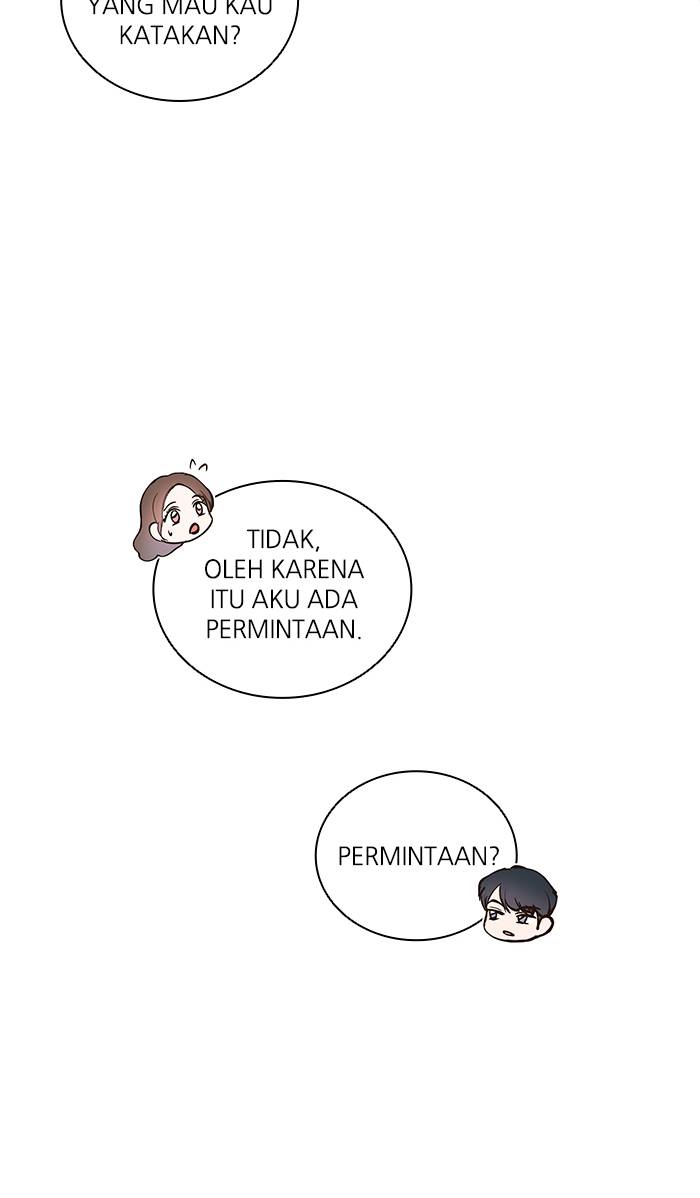 YANG MAU KAU
KATAKAN?
TIDAK,
OLEH KARENA
ITU AKU ADA
PERMINTAAN.
PERMINTAAN?